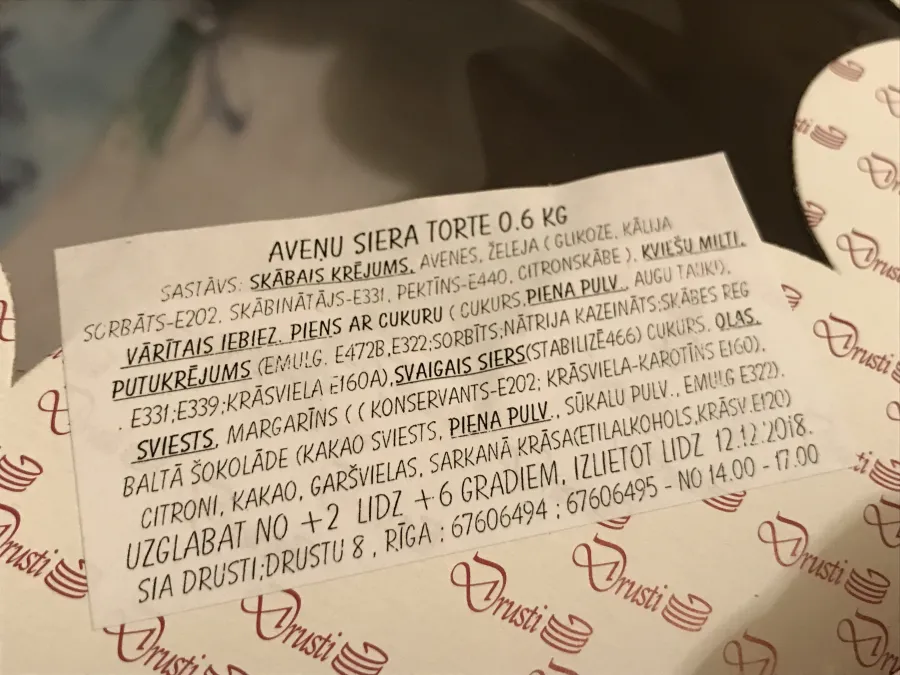 AVEŅU SIERA TORTE 0.6 KG
SASTĀVS: SKĀBAIS KRĒJUMS, AVENES, ŽELEJA ( GLIKOZE, KĀLIJA
SORBĀTS-E202, SKĀBINĀTĀJS-E331, PEKTĪNS-E440, CITRONSKĀBE ), KVIEŠU MILTI,
VĀRĪTAIS IEBIEZ. PIENS AR CUKURU ( CUKURS,PIENA PULV., AUGU TAUKI),
PUTUKRĒJUMS (EMULG. E472B,E322;SORBĪTS;NĀTRIJA KAZEINĀTS;SKĀBES REG
. E331;E339;KRĀSVIELA E160A),SVAIGAIS SIERS(STABILIZĒ466) CUKURS, OLAS,
SVIESTS, MARGARĪNS ( ( KONSERVANTS-E202; KRĀSVIELA-KAROTĪNS E160),
BALTĀ ŠOKOLĀDE (KAKAO SVIESTS, PIENA PULV., SŪKALU PULV., EMULG E322).
CITRONI, KAKAO, GARŠVIELAS, SARKANĀ KRĀSA(ETILALKOHOLS,KRĀSV.E120)
UZGLABAT NO +2 LIDZ +6 GRADIEM, IZLIETOT LIDZ 12.12.2018.
SIA DRUSTI;DRUSTU 8 , RĪGA ; 67606494 ; 67606495 - NO 14.00 - 17.00
Drusti
Drusti
Drusti
Drusti
Drusti
Drusti